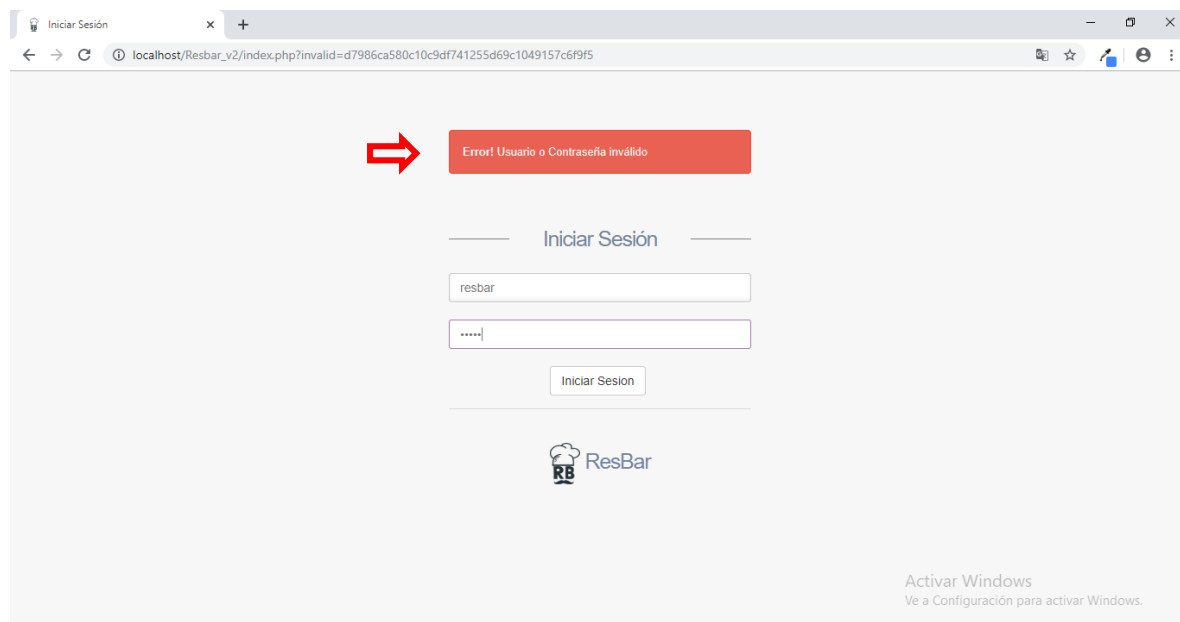 Iniciar Sesión
localhost/Resbar_v2/index.php?invalid=d7986ca580c10c9df741255d69c1049157c6f9f5
Error! Usuario o Contraseña inválido
Iniciar Sesión
resbar
•••••
Iniciar Sesion
RB ResBar
Activar Windows
Ve a Configuración para activar Windows.